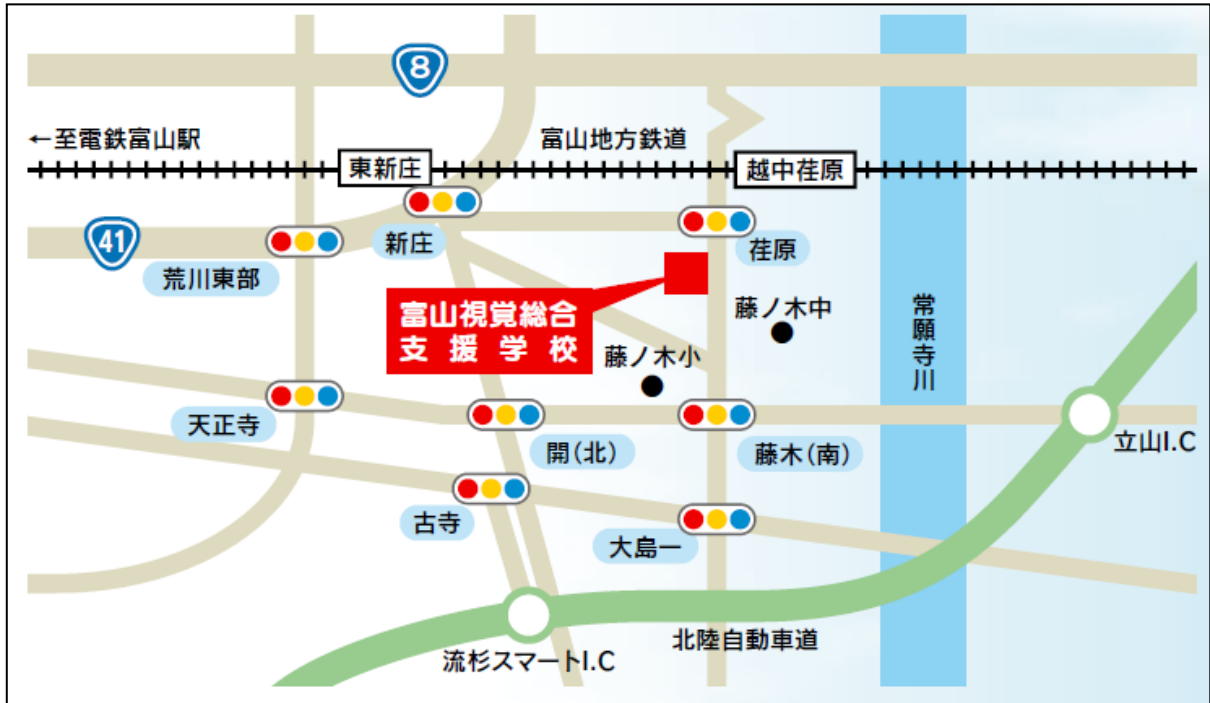 8
←至電鉄富山駅
富山地方鉄道
東新庄
越中荏原
41
新庄
荏原
荒川東部
富山視覚総合
支援学校
藤ノ木中
常願寺川
藤ノ木小
天正寺
開(北)
藤木(南)
立山I.C
古寺
大島一
北陸自動車道
流杉スマートI.C